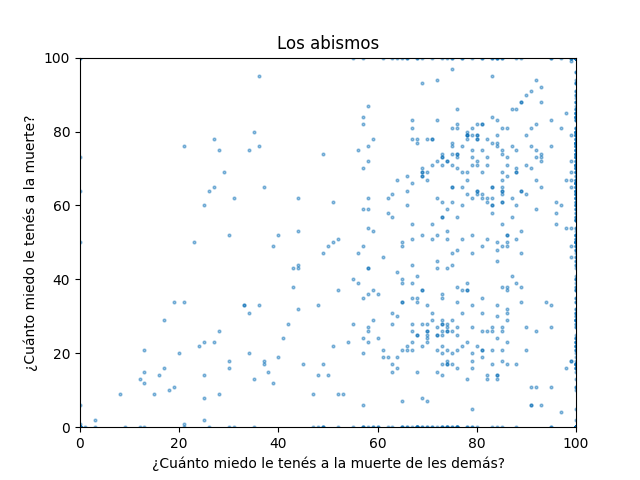 Los abismos
100
80
60
40
20
0
¿Cuánto miedo le tenés a la muerte?
0 20 40 60 80 100
¿Cuánto miedo le tenés a la muerte de les demás?